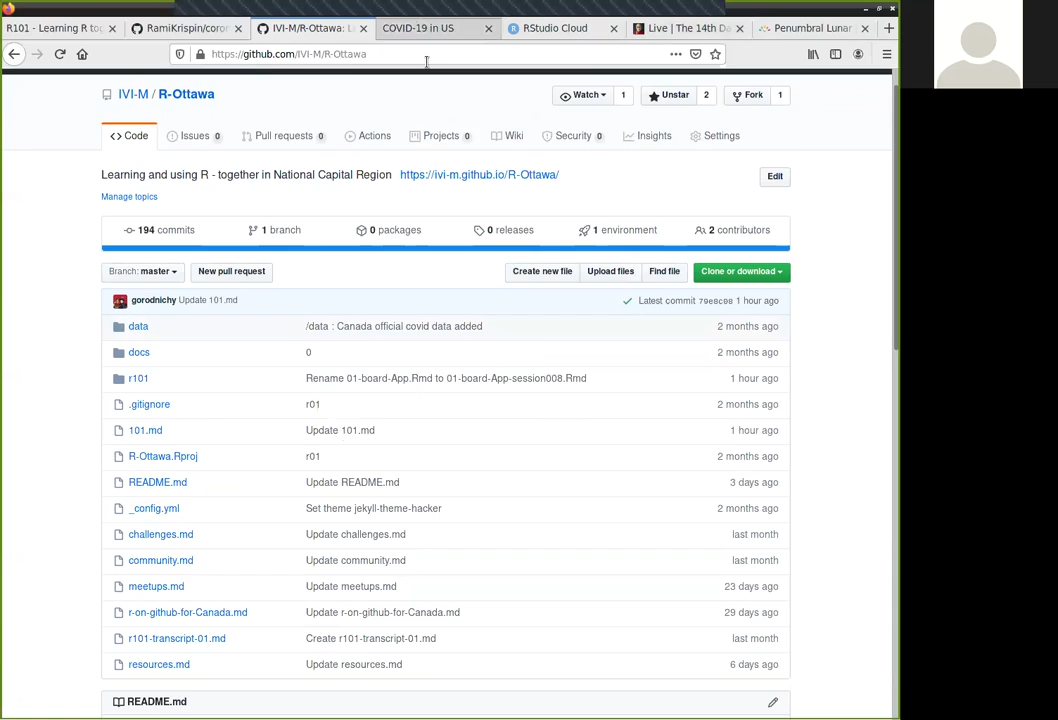 R101 - Learning R tog
RamiKrispin/coron
IVI-M/R-Ottawa: L
COVID-19 in US
RStudio Cloud
Live | The 14th Da
Penumbral Lunar
https://github.com/IVI-M/R-Ottawa
IVI-M / R-Ottawa
Watch 1 Unstar 2 Fork 1
Code Issues 0 Pull requests 0 Actions Projects 0 Wiki Security 0 Insights Settings
Learning and using R - together in National Capital Region https://ivi-m.github.io/R-Ottawa/ Edit
Manage topics
194 commits 1 branch 0 packages 0 releases 1 environment 2 contributors
Branch: master New pull request Create new file Upload files Find file Clone or download
gorodnichy Update 101.md Latest commit 7908c08 1 hour ago
data /data : Canada official covid data added 2 months ago
docs 0 2 months ago
r101 Rename 01-board-App.Rmd to 01-board-App-session008.Rmd 1 hour ago
.gitignore r01 2 months ago
101.md Update 101.md 1 hour ago
R-Ottawa.Rproj r01 2 months ago
README.md Update README.md 3 days ago
_config.yml Set theme jekyll-theme-hacker 2 months ago
challenges.md Update challenges.md last month
community.md Update community.md last month
meetups.md Update meetups.md 23 days ago
r-on-github-for-Canada.md Update r-on-github-for-Canada.md 29 days ago
r101-transcript-01.md Create r101-transcript-01.md last month
resources.md Update resources.md 6 days ago
README.md